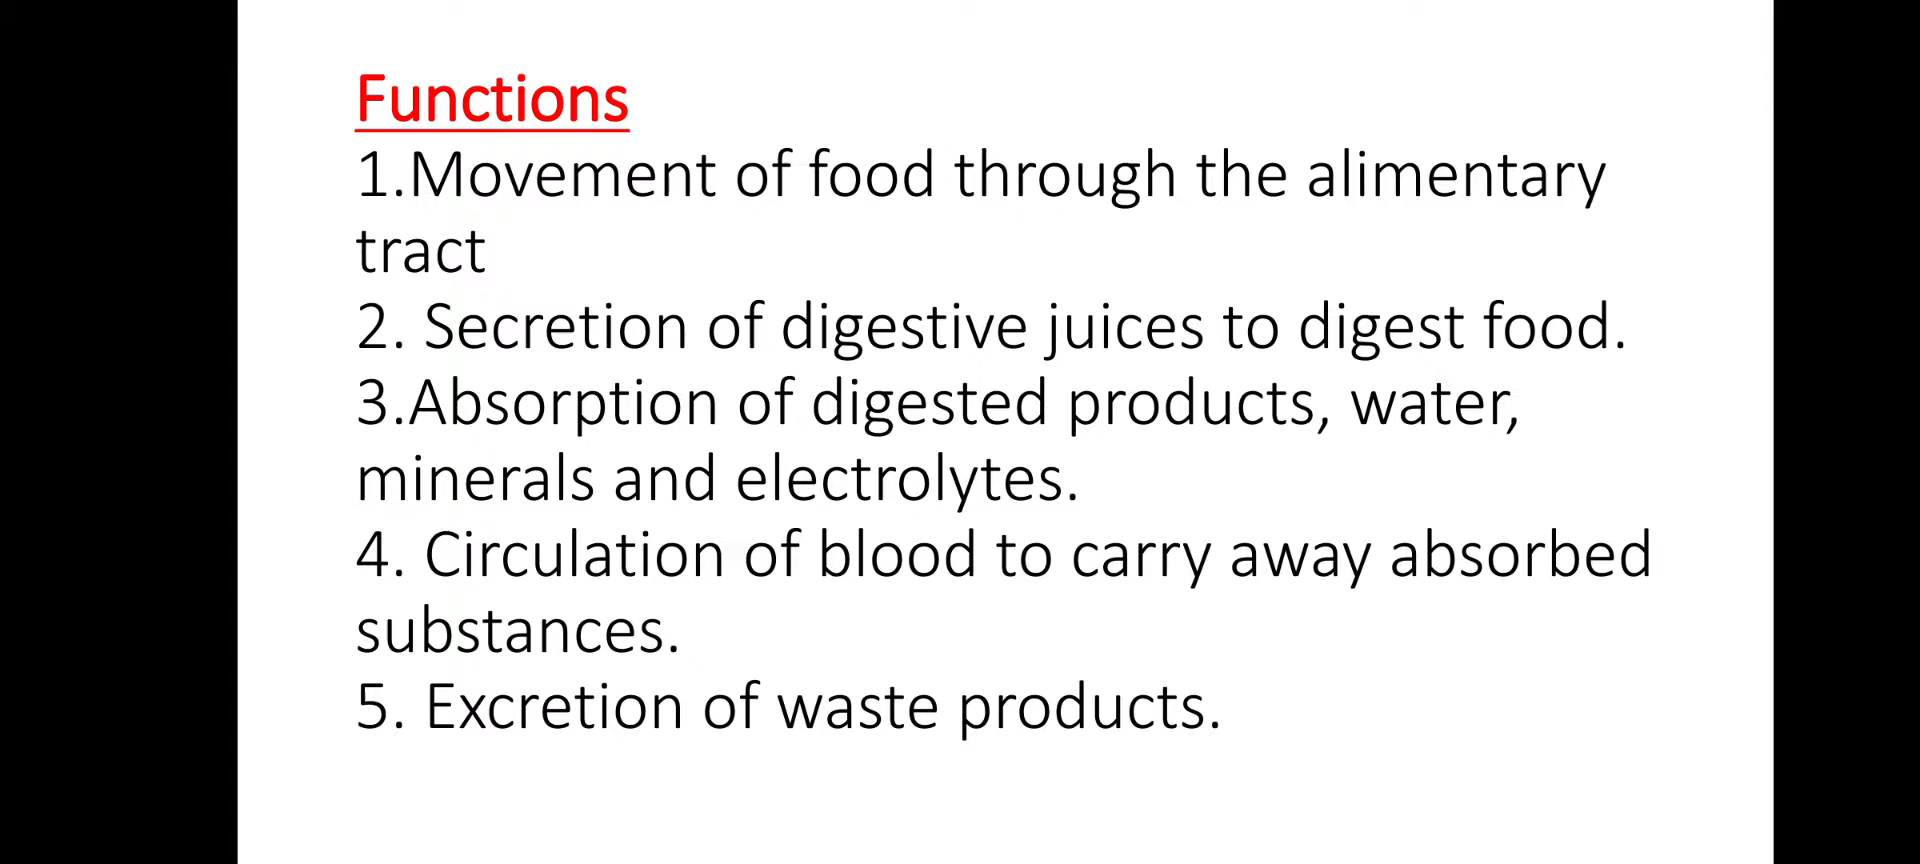 Functions
1.Movement of food through the alimentary
tract
2. Secretion of digestive juices to digest food.
3.Absorption of digested products, water,
minerals and electrolytes.
4. Circulation of blood to carry away absorbed
substances.
5. Excretion of waste products.